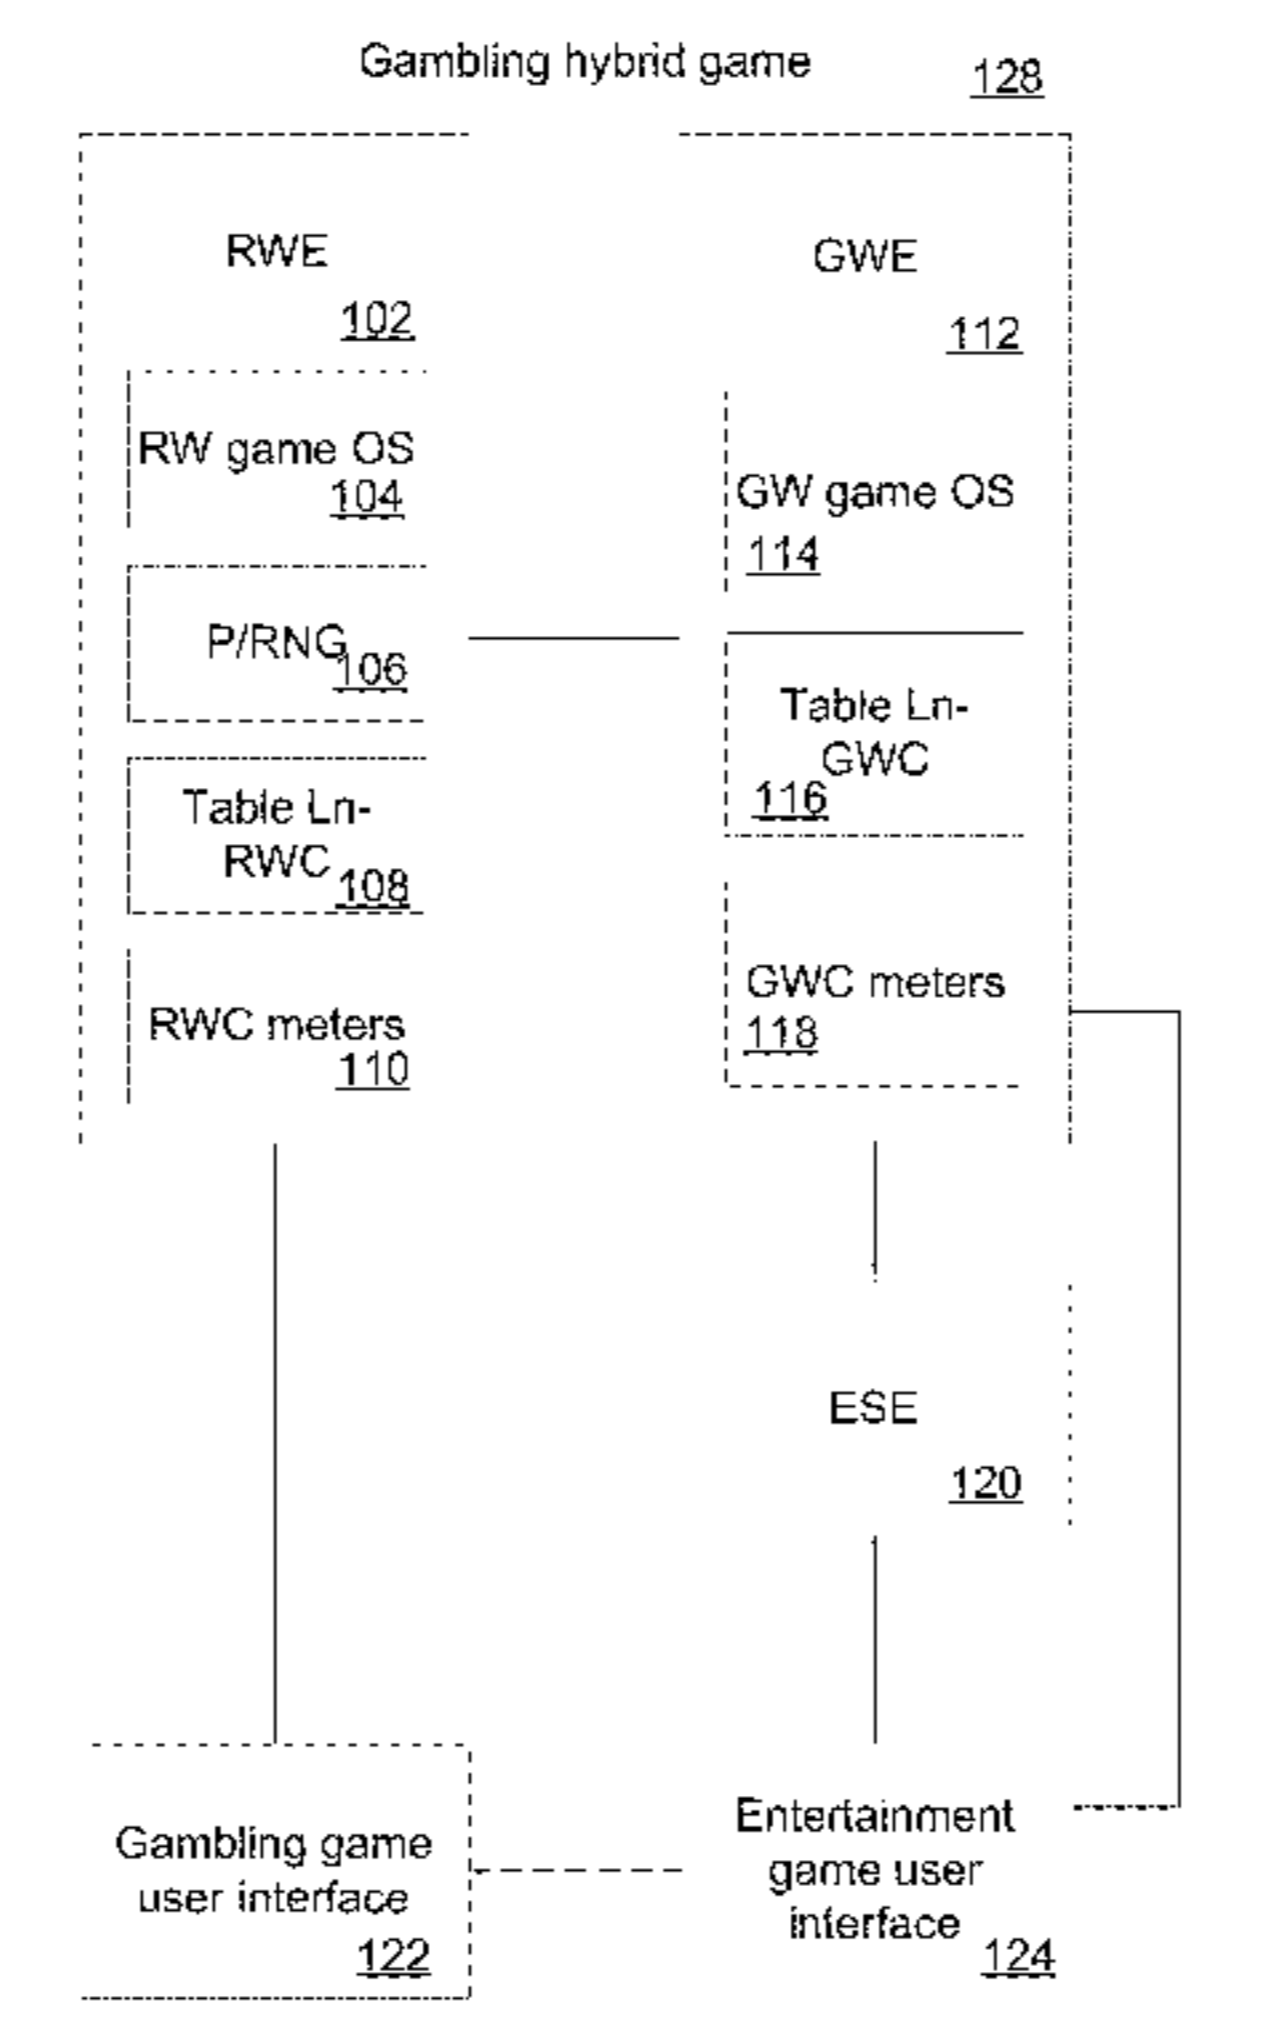 Gambling hybrid game
128
RWE
102
RW game OS
104
P/RNG
106
Table Ln-
RWC
108
RWC meters
110
GWE
112
GW game OS
114
Table Ln-
GWC
116
GWC meters
118
ESE
120
Gambling game
user interface
122
Entertainment
game user
interface
124